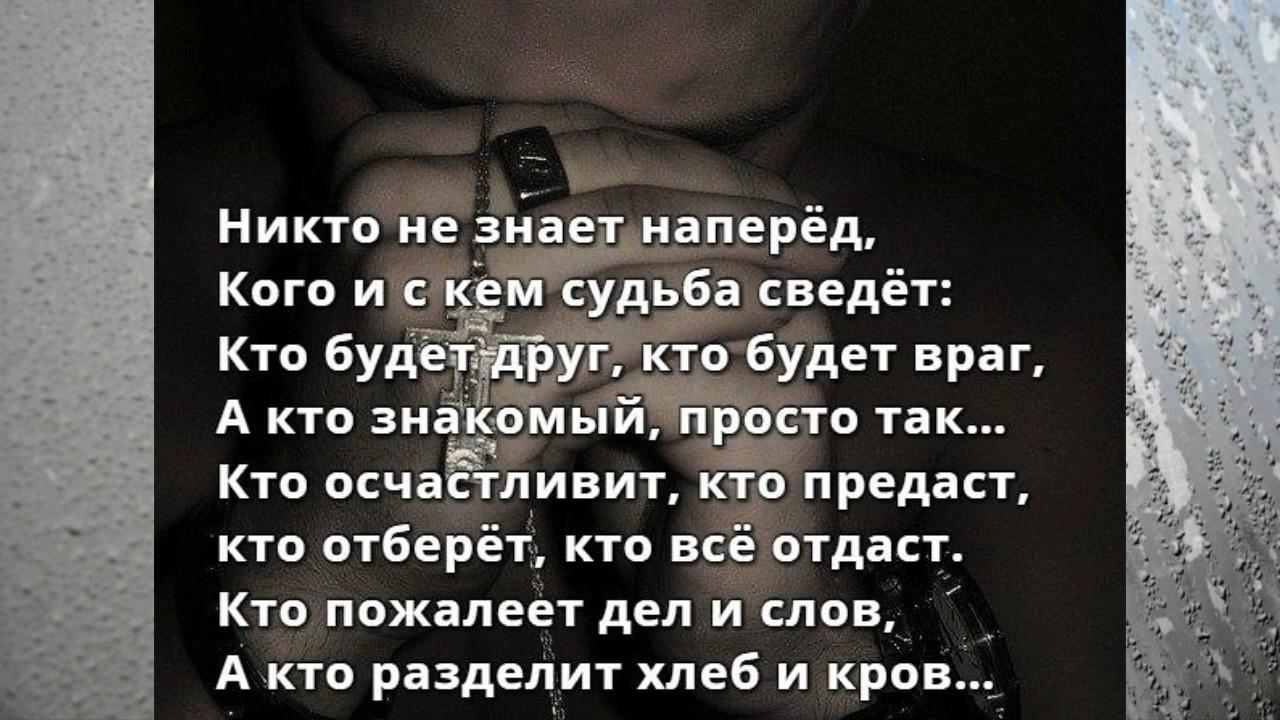 Никто не знает наперёд,
Кого и с кем судьба сведёт:
Кто будет друг, кто будет враг,
А кто знакомый, просто так...
Кто осчастливит, кто предаст,
кто отберёт, кто всё отдаст.
Кто пожалеет дел и слов,
А кто разделит хлеб и кров...